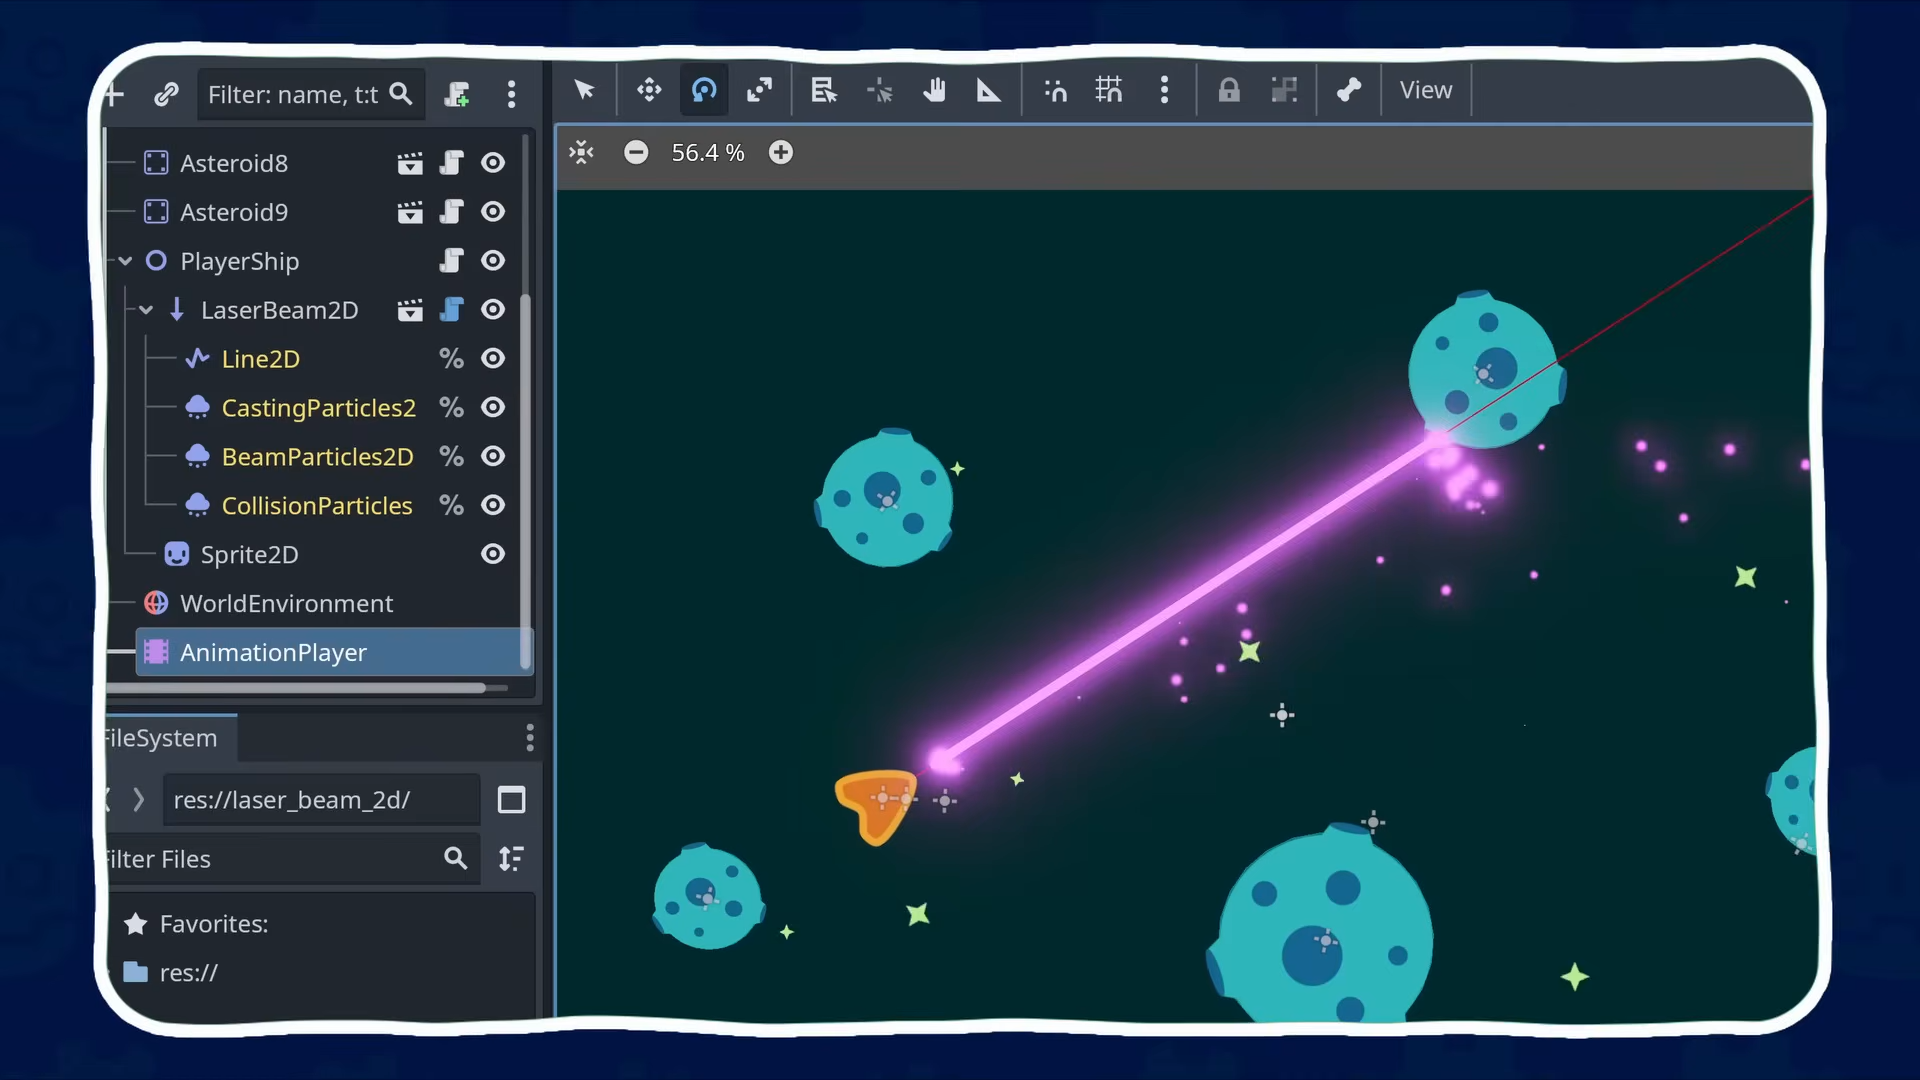 Filter: name, t:t
View
56.4 %
Asteroid8
Asteroid9
PlayerShip
LaserBeam2D
Line2D
%
CastingParticles2
%
BeamParticles2D
%
CollisionParticles
%
Sprite2D
WorldEnvironment
AnimationPlayer
FileSystem
res://laser_beam_2d/
Filter Files
Favorites:
res://